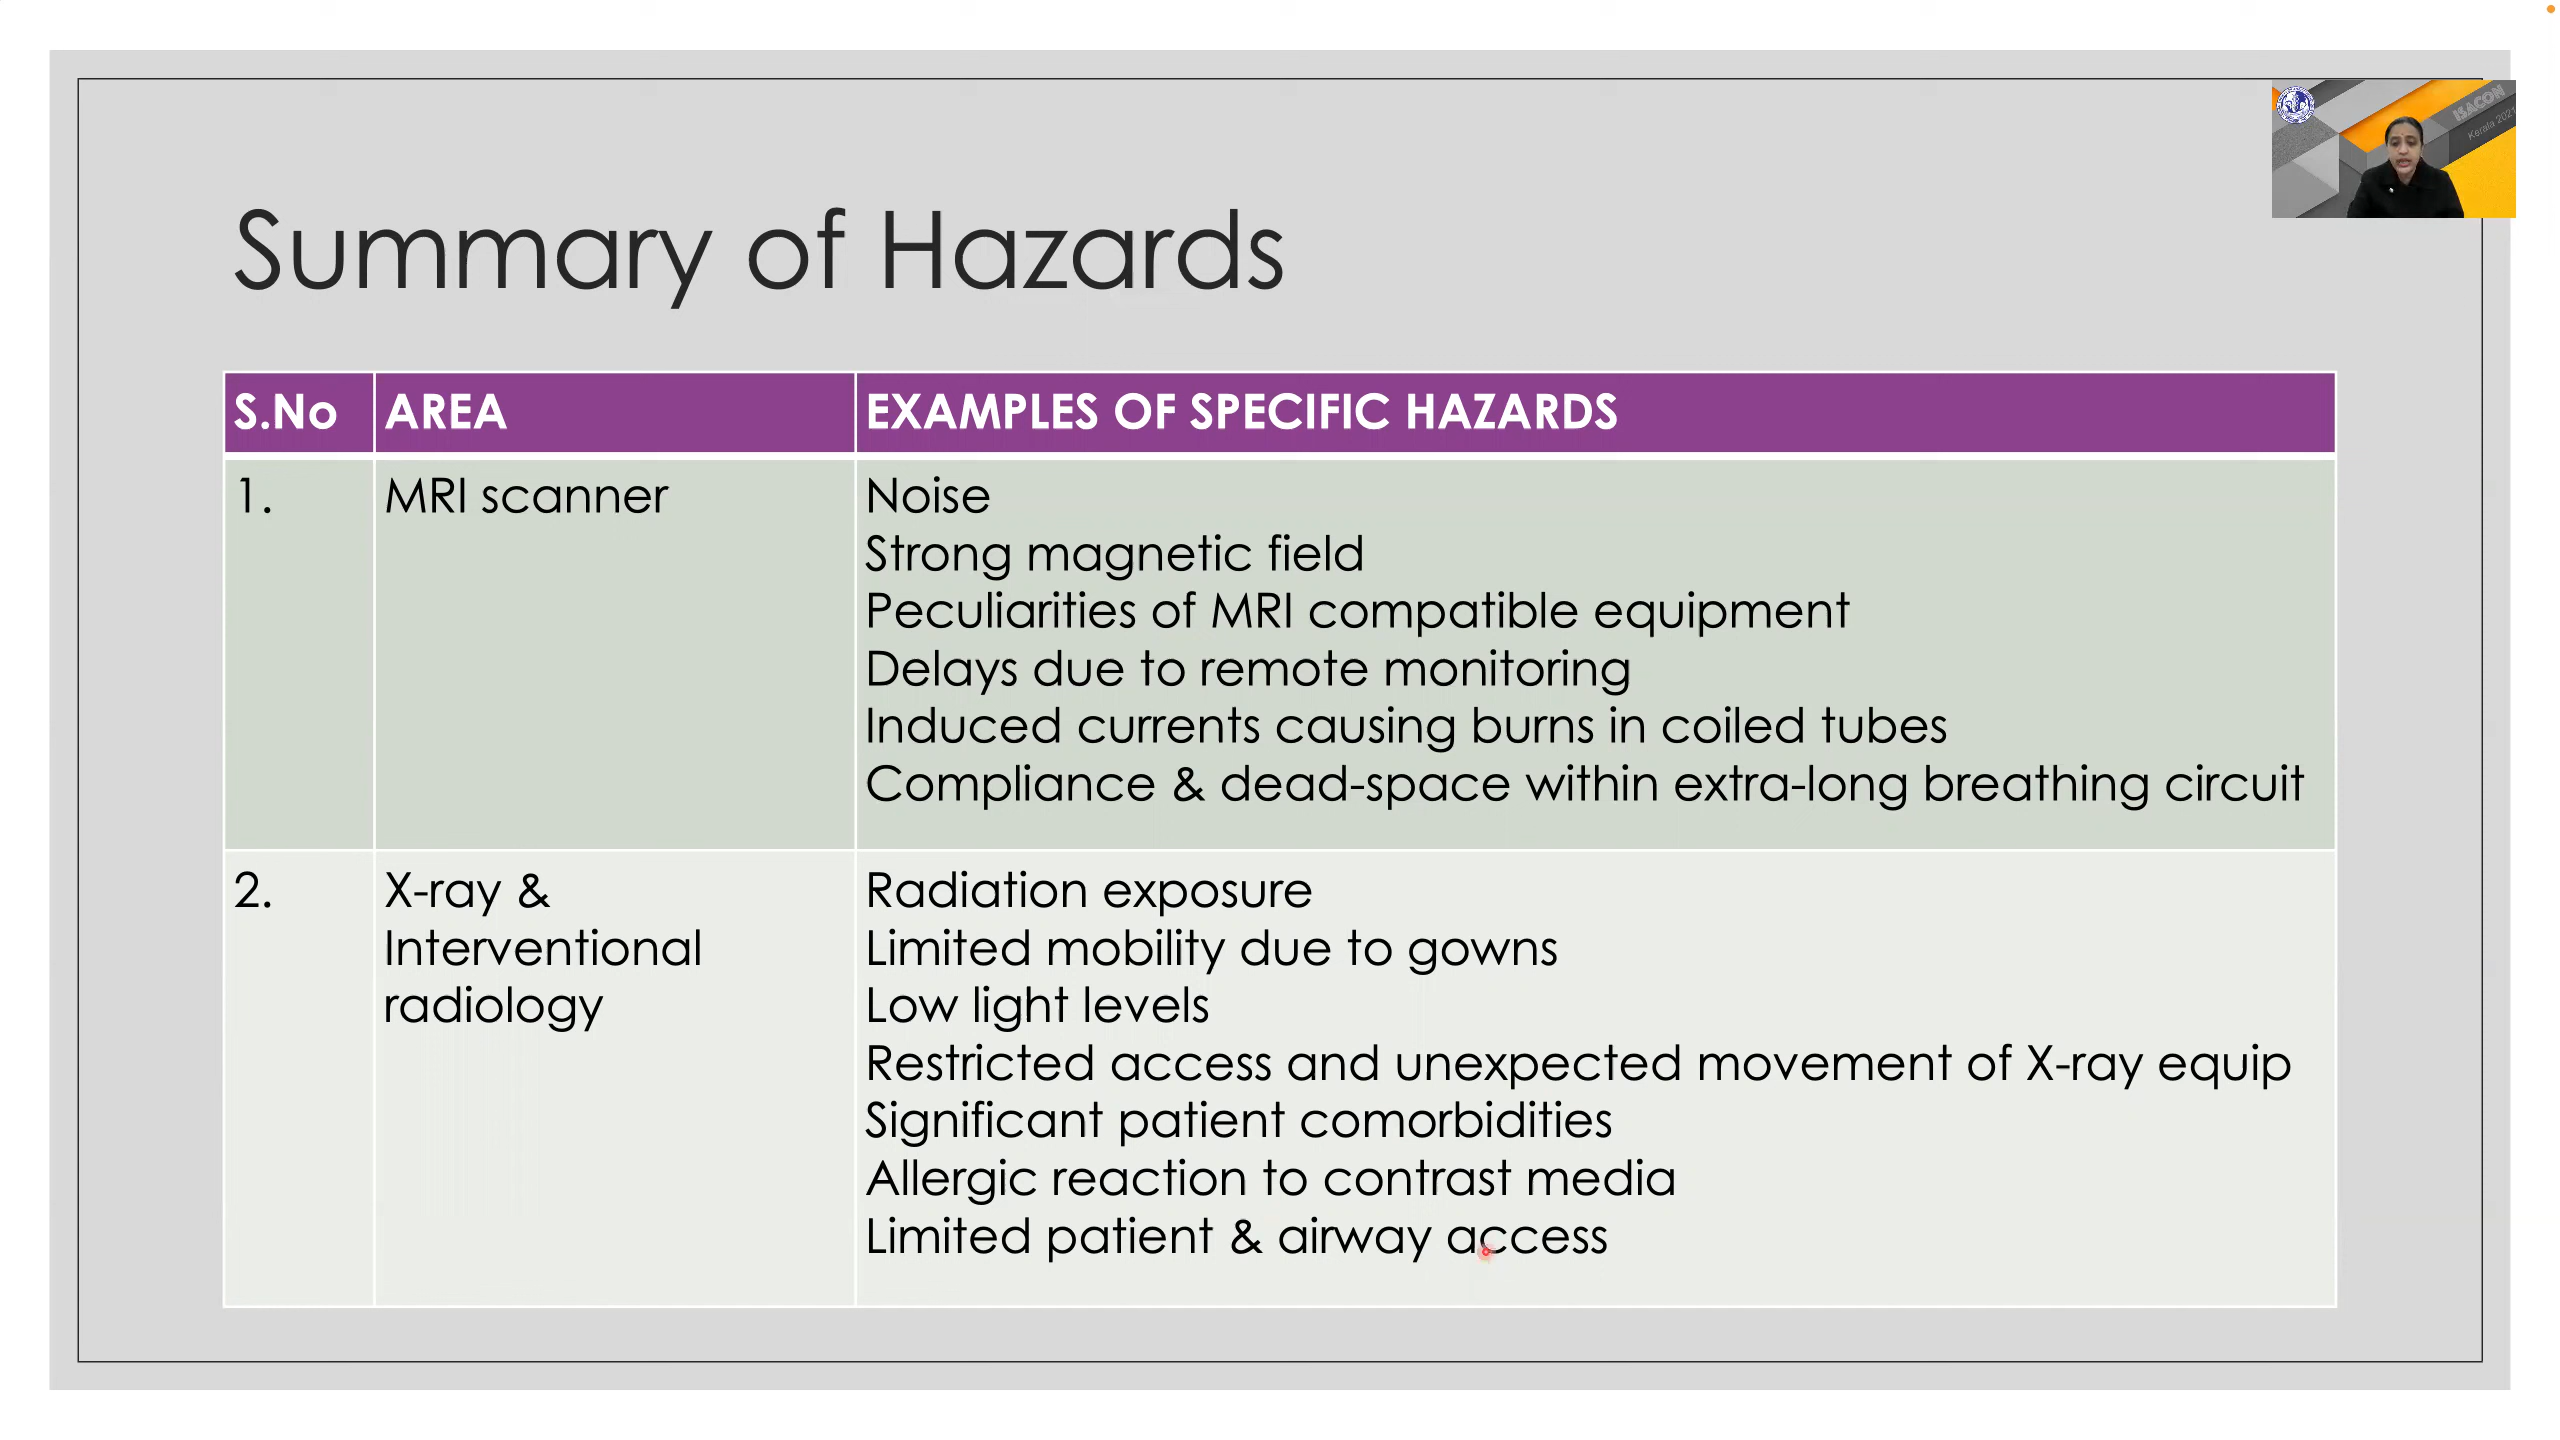 ISACON
Kerala 2021
Summary of Hazards
S.No AREA EXAMPLES OF SPECIFIC HAZARDS
1. MRI scanner Noise
Strong magnetic field
Peculiarities of MRI compatible equipment
Delays due to remote monitoring
Induced currents causing burns in coiled tubes
Compliance & dead-space within extra-long breathing circuit
2. X-ray & Radiation exposure
Interventional Limited mobility due to gowns
radiology Low light levels
Restricted access and unexpected movement of X-ray equip
Significant patient comorbidities
Allergic reaction to contrast media
Limited patient & airway access